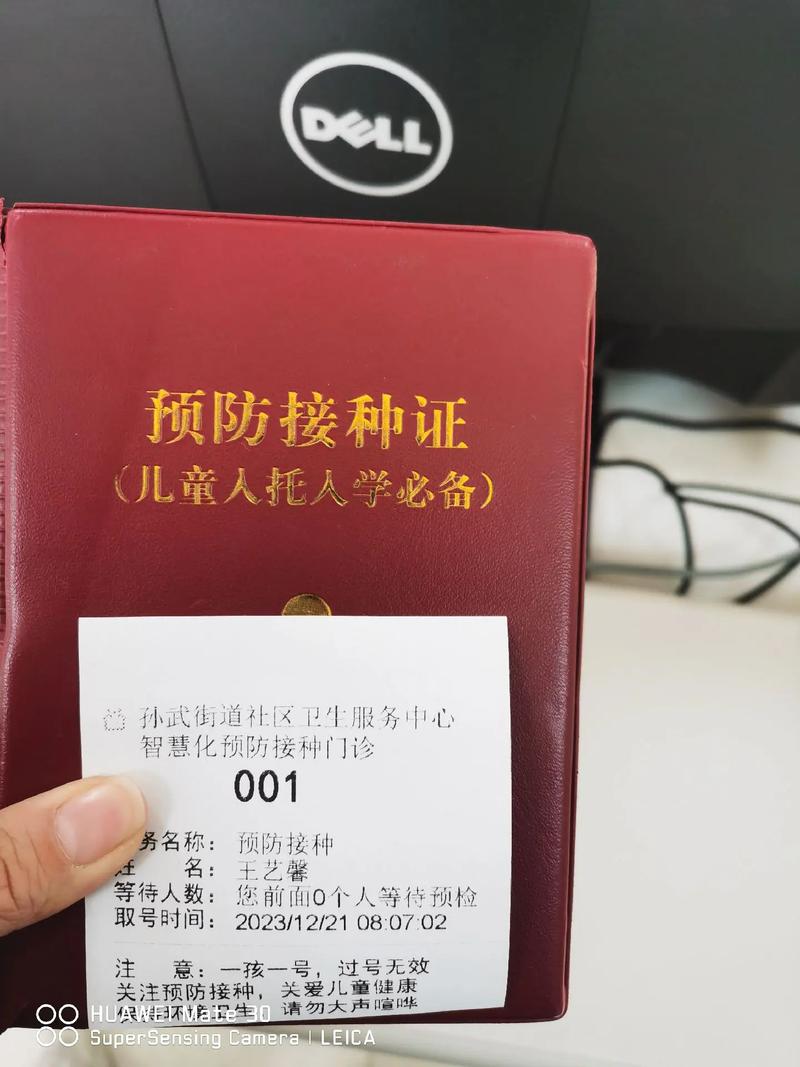 DELL
预防接种证
（儿童入托入学必备）
孙武街道社区卫生服务中心
智慧化预防接种门诊
001
务名称： 预防接种
姓 名： 王艺馨
等待人数： 您前面0个人等待预检
取号时间： 2023/12/21 08:07:02
注 意： 一孩一号，过号无效
关注预防接种，关爱儿童健康
请勿大声喧哗
HUAWEI Mate 30
SuperSensing Camera | LEICA